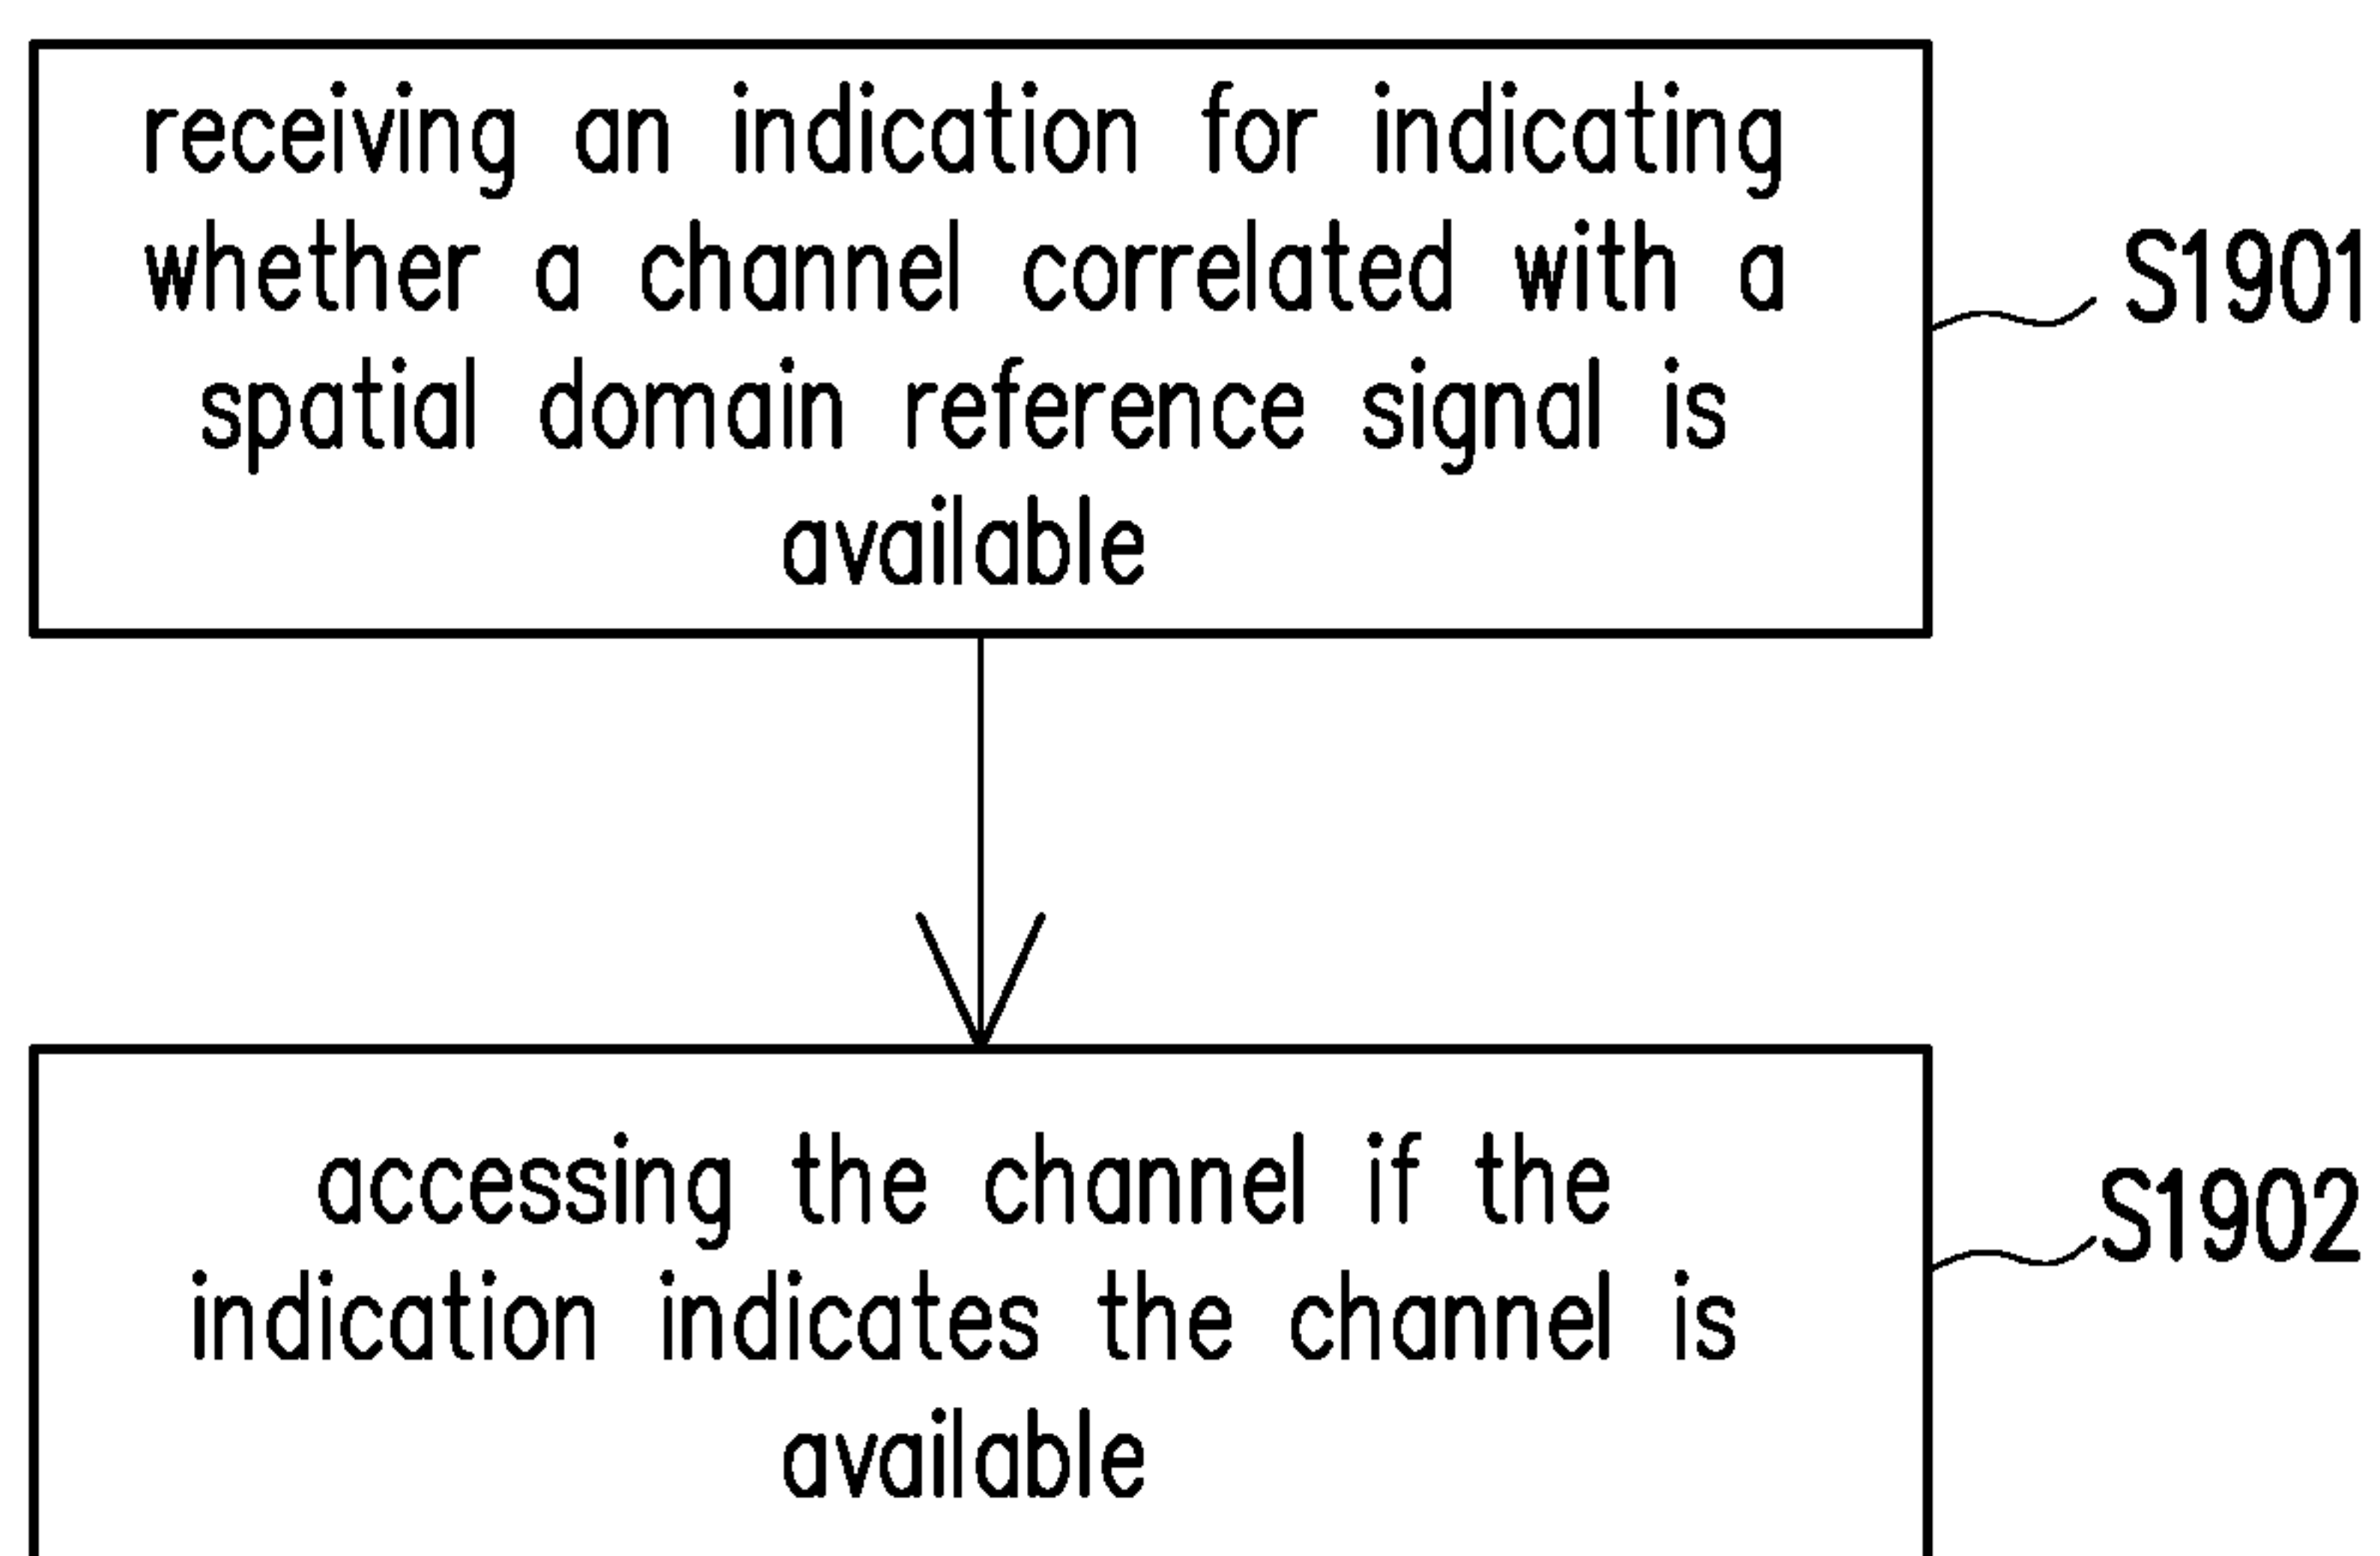 receiving an indication for indicating
whether a channel correlated with a
spatial domain reference signal is
available
S1901
accessing the channel if the
indication indicates the channel is
available
S1902